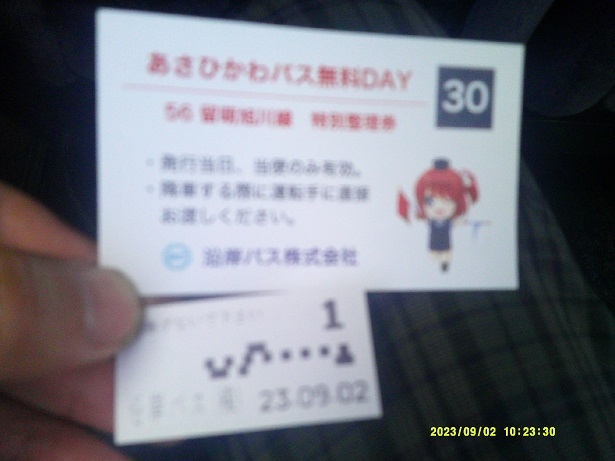 あさひかわバス無料DAY
30
56 留萌旭川線 特別整理券
・発行当日、当便のみ有効。
・降車する際に運転手に直接
お渡しください。
沿岸バス株式会社
1
23.09.02
2023/09/02 10:23:30